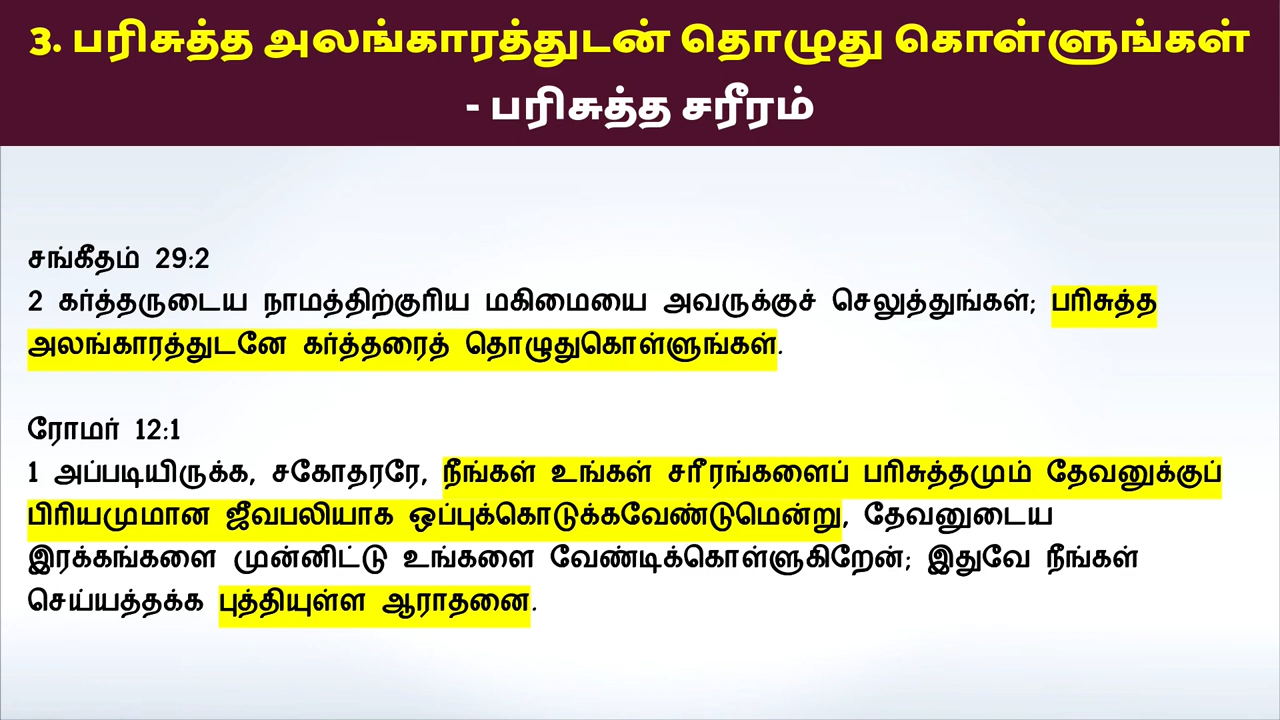 3. பரிசுத்த அலங்காரத்துடன் தொழுது கொள்ளுங்கள்
- பரிசுத்த சரீரம்
சங்கீதம் 29:2
2 கர்த்தருடைய நாமத்திற்குரிய மகிமையை அவருக்குச் செலுத்துங்கள்; பரிசுத்த
அலங்காரத்துடனே கர்த்தரைத் தொழுதுகொள்ளுங்கள்.
ரோமர் 12:1
1 அப்படியிருக்க, சகோதரரே, நீங்கள் உங்கள் சரீரங்களைப் பரிசுத்தமும் தேவனுக்குப்
பிரியமுமான ஜீவபலியாக ஒப்புக்கொடுக்கவேண்டுமென்று, தேவனுடைய
இரக்கங்களை முன்னிட்டு உங்களை வேண்டிக்கொள்ளுகிறேன்; இதுவே நீங்கள்
செய்யத்தக்க புத்தியுள்ள ஆராதனை.